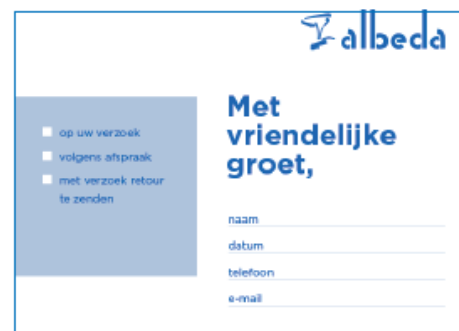 albeda
op uw verzoek
volgens afspraak
met verzoek retour
te zenden
Met
vriendelijke
groet,
naam
datum
telefoon
e-mail